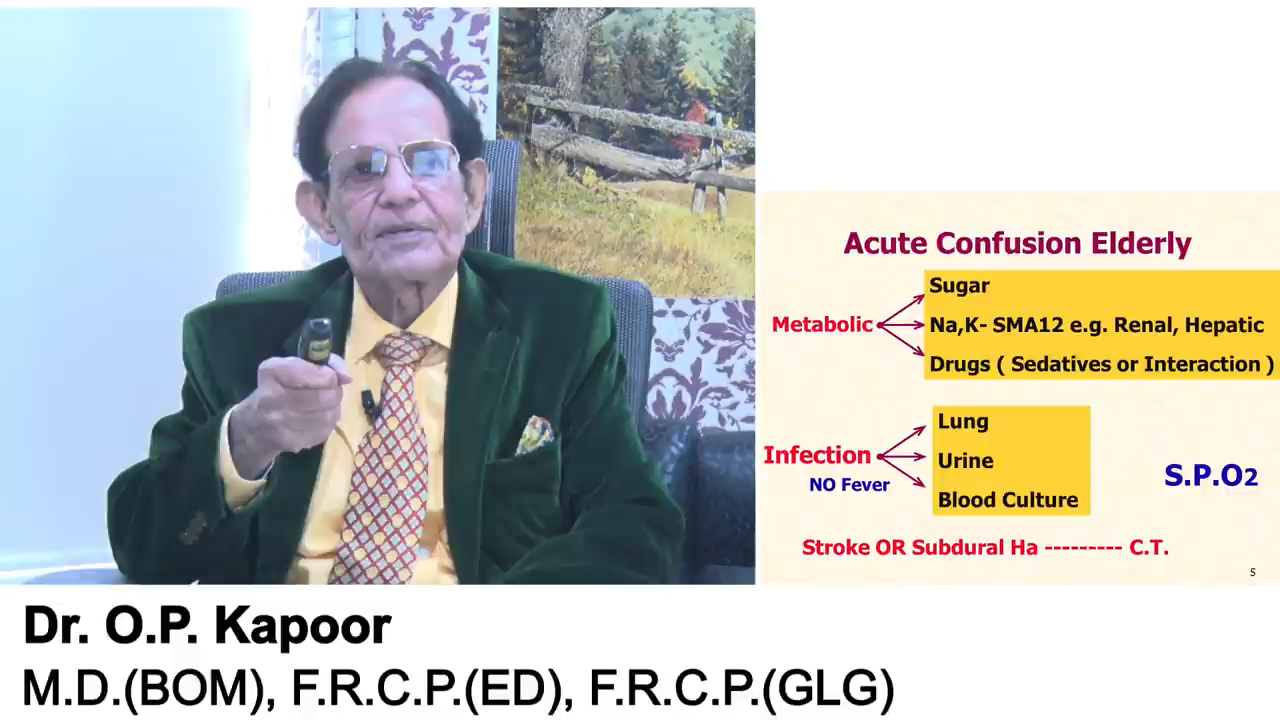 Acute Confusion Elderly
Metabolic
Sugar
Na,K- SMA12 e.g. Renal, Hepatic
Drugs ( Sedatives or Interaction )
Infection
NO Fever
Lung
Urine
Blood Culture
S.P.O2
Stroke OR Subdural Ha --------- C.T.
5
Dr. O.P. Kapoor
M.D.(BOM), F.R.C.P.(ED), F.R.C.P.(GLG)